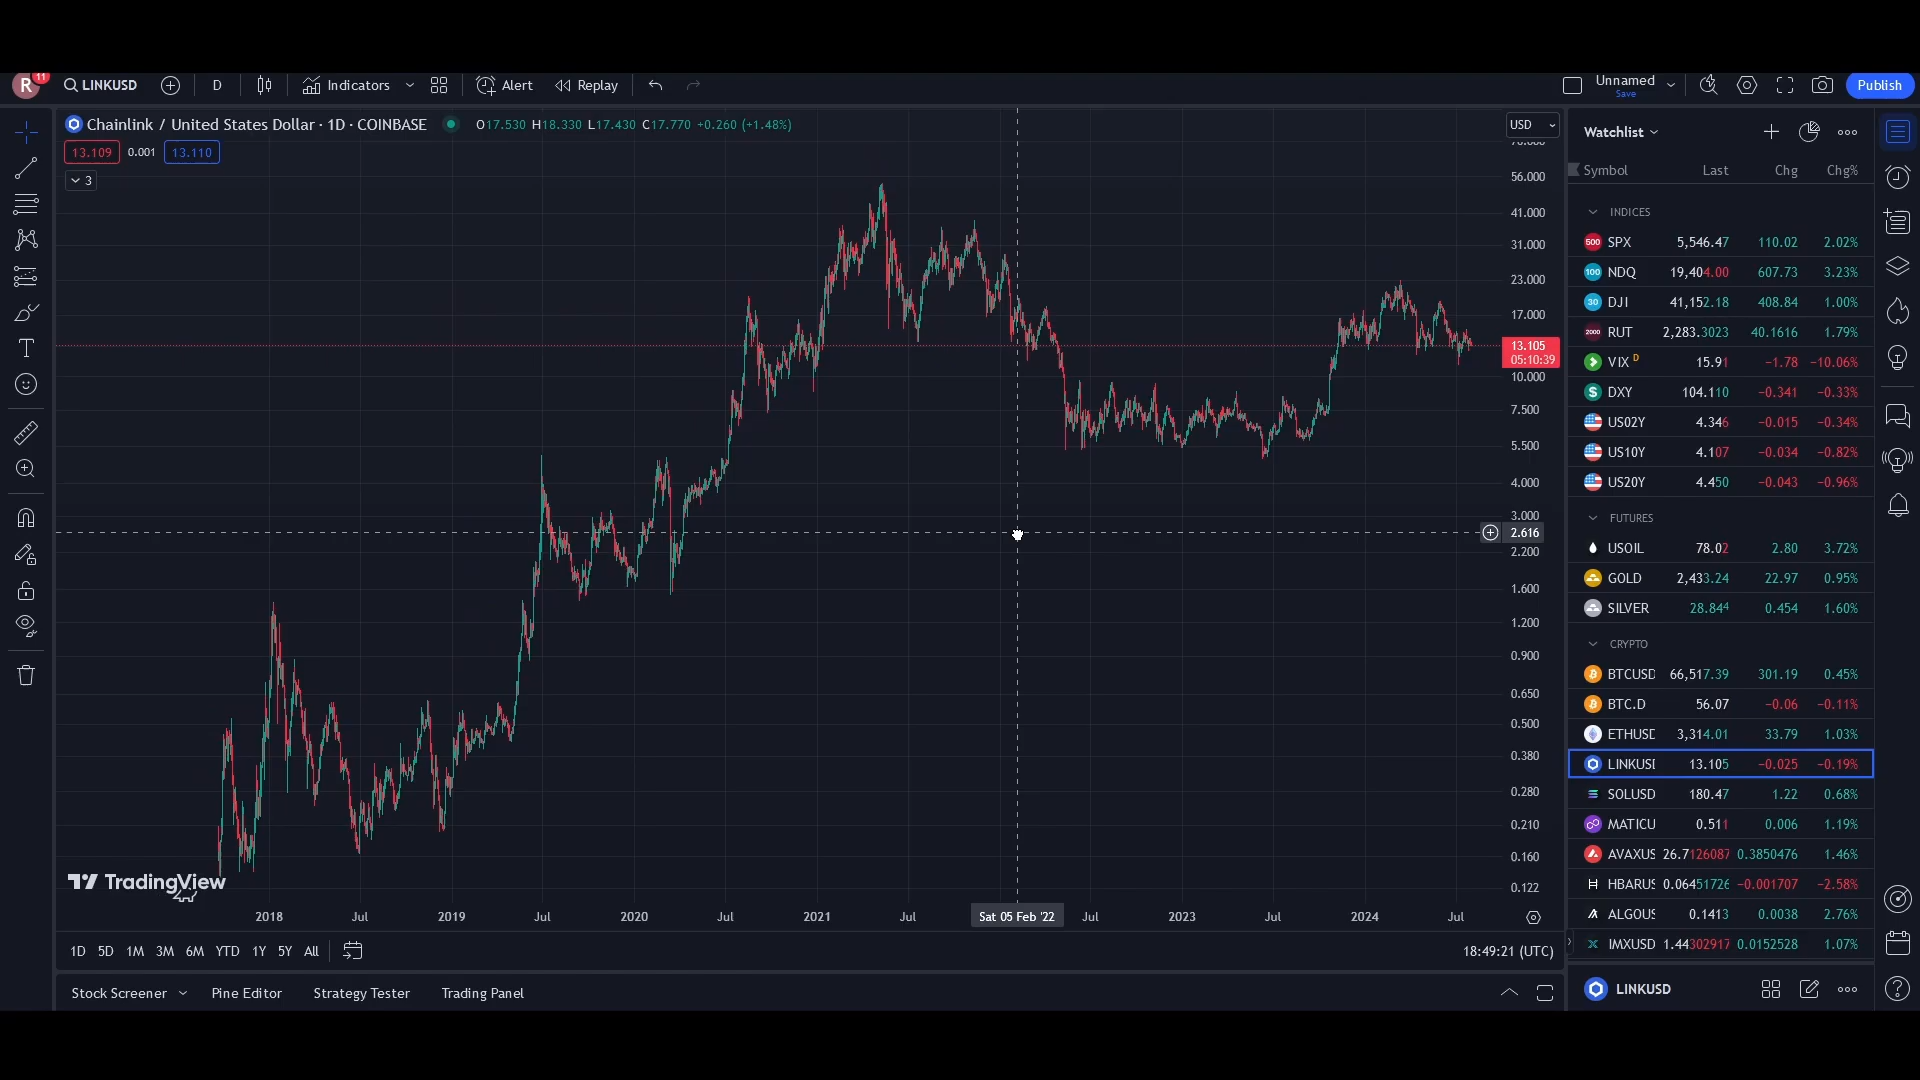 R 11 LINKUSD D Indicators Alert Replay Unnamed Save Publish
Chainlink / United States Dollar · 1D · COINBASE O17.530 H18.330 L17.430 C17.770 +0.260 (+1.48%)
13.109 0.001 13.110
3
USD
56.000
41.000
31.000
23.000
17.000
13.105
05:10:39
10.000
7.500
5.500
4.000
3.000
2.616
2.200
1.600
1.200
0.900
0.650
0.500
0.380
0.280
0.210
0.160
0.122
TradingView
2018 Jul 2019 Jul 2020 Jul 2021 Jul Sat 05 Feb '22 Jul 2023 Jul 2024 Jul
1D 5D 1M 3M 6M YTD 1Y 5Y All 18:49:21 (UTC)
Stock Screener Pine Editor Strategy Tester Trading Panel
Watchlist
Symbol Last Chg Chg%
INDICES
500 SPX 5,546.47 110.02 2.02%
100 NDQ 19,404.00 607.73 3.23%
30 DJI 41,152.18 408.84 1.00%
2000 RUT 2,283.3023 40.1616 1.79%
VIX D 15.91 −1.78 −10.06%
DXY 104.110 −0.341 −0.33%
US02Y 4.346 −0.015 −0.34%
US10Y 4.107 −0.034 −0.82%
US20Y 4.450 −0.043 −0.96%
FUTURES
USOIL 78.02 2.80 3.72%
GOLD 2,433.24 22.97 0.95%
SILVER 28.844 0.454 1.60%
CRYPTO
BTCUSD 66,517.39 301.19 0.45%
BTC.D 56.07 −0.06 −0.11%
ETHUSD 3,314.01 33.79 1.03%
LINKUSD 13.105 −0.025 −0.19%
SOLUSD 180.47 1.22 0.68%
MATICU 0.511 0.006 1.19%
AVAXUS 26.7126087 0.3850476 1.46%
HBARUS 0.06451726 −0.001707 −2.58%
ALGOUS 0.1413 0.0038 2.76%
IMXUSD 1.44302917 0.0152528 1.07%
LINKUSD